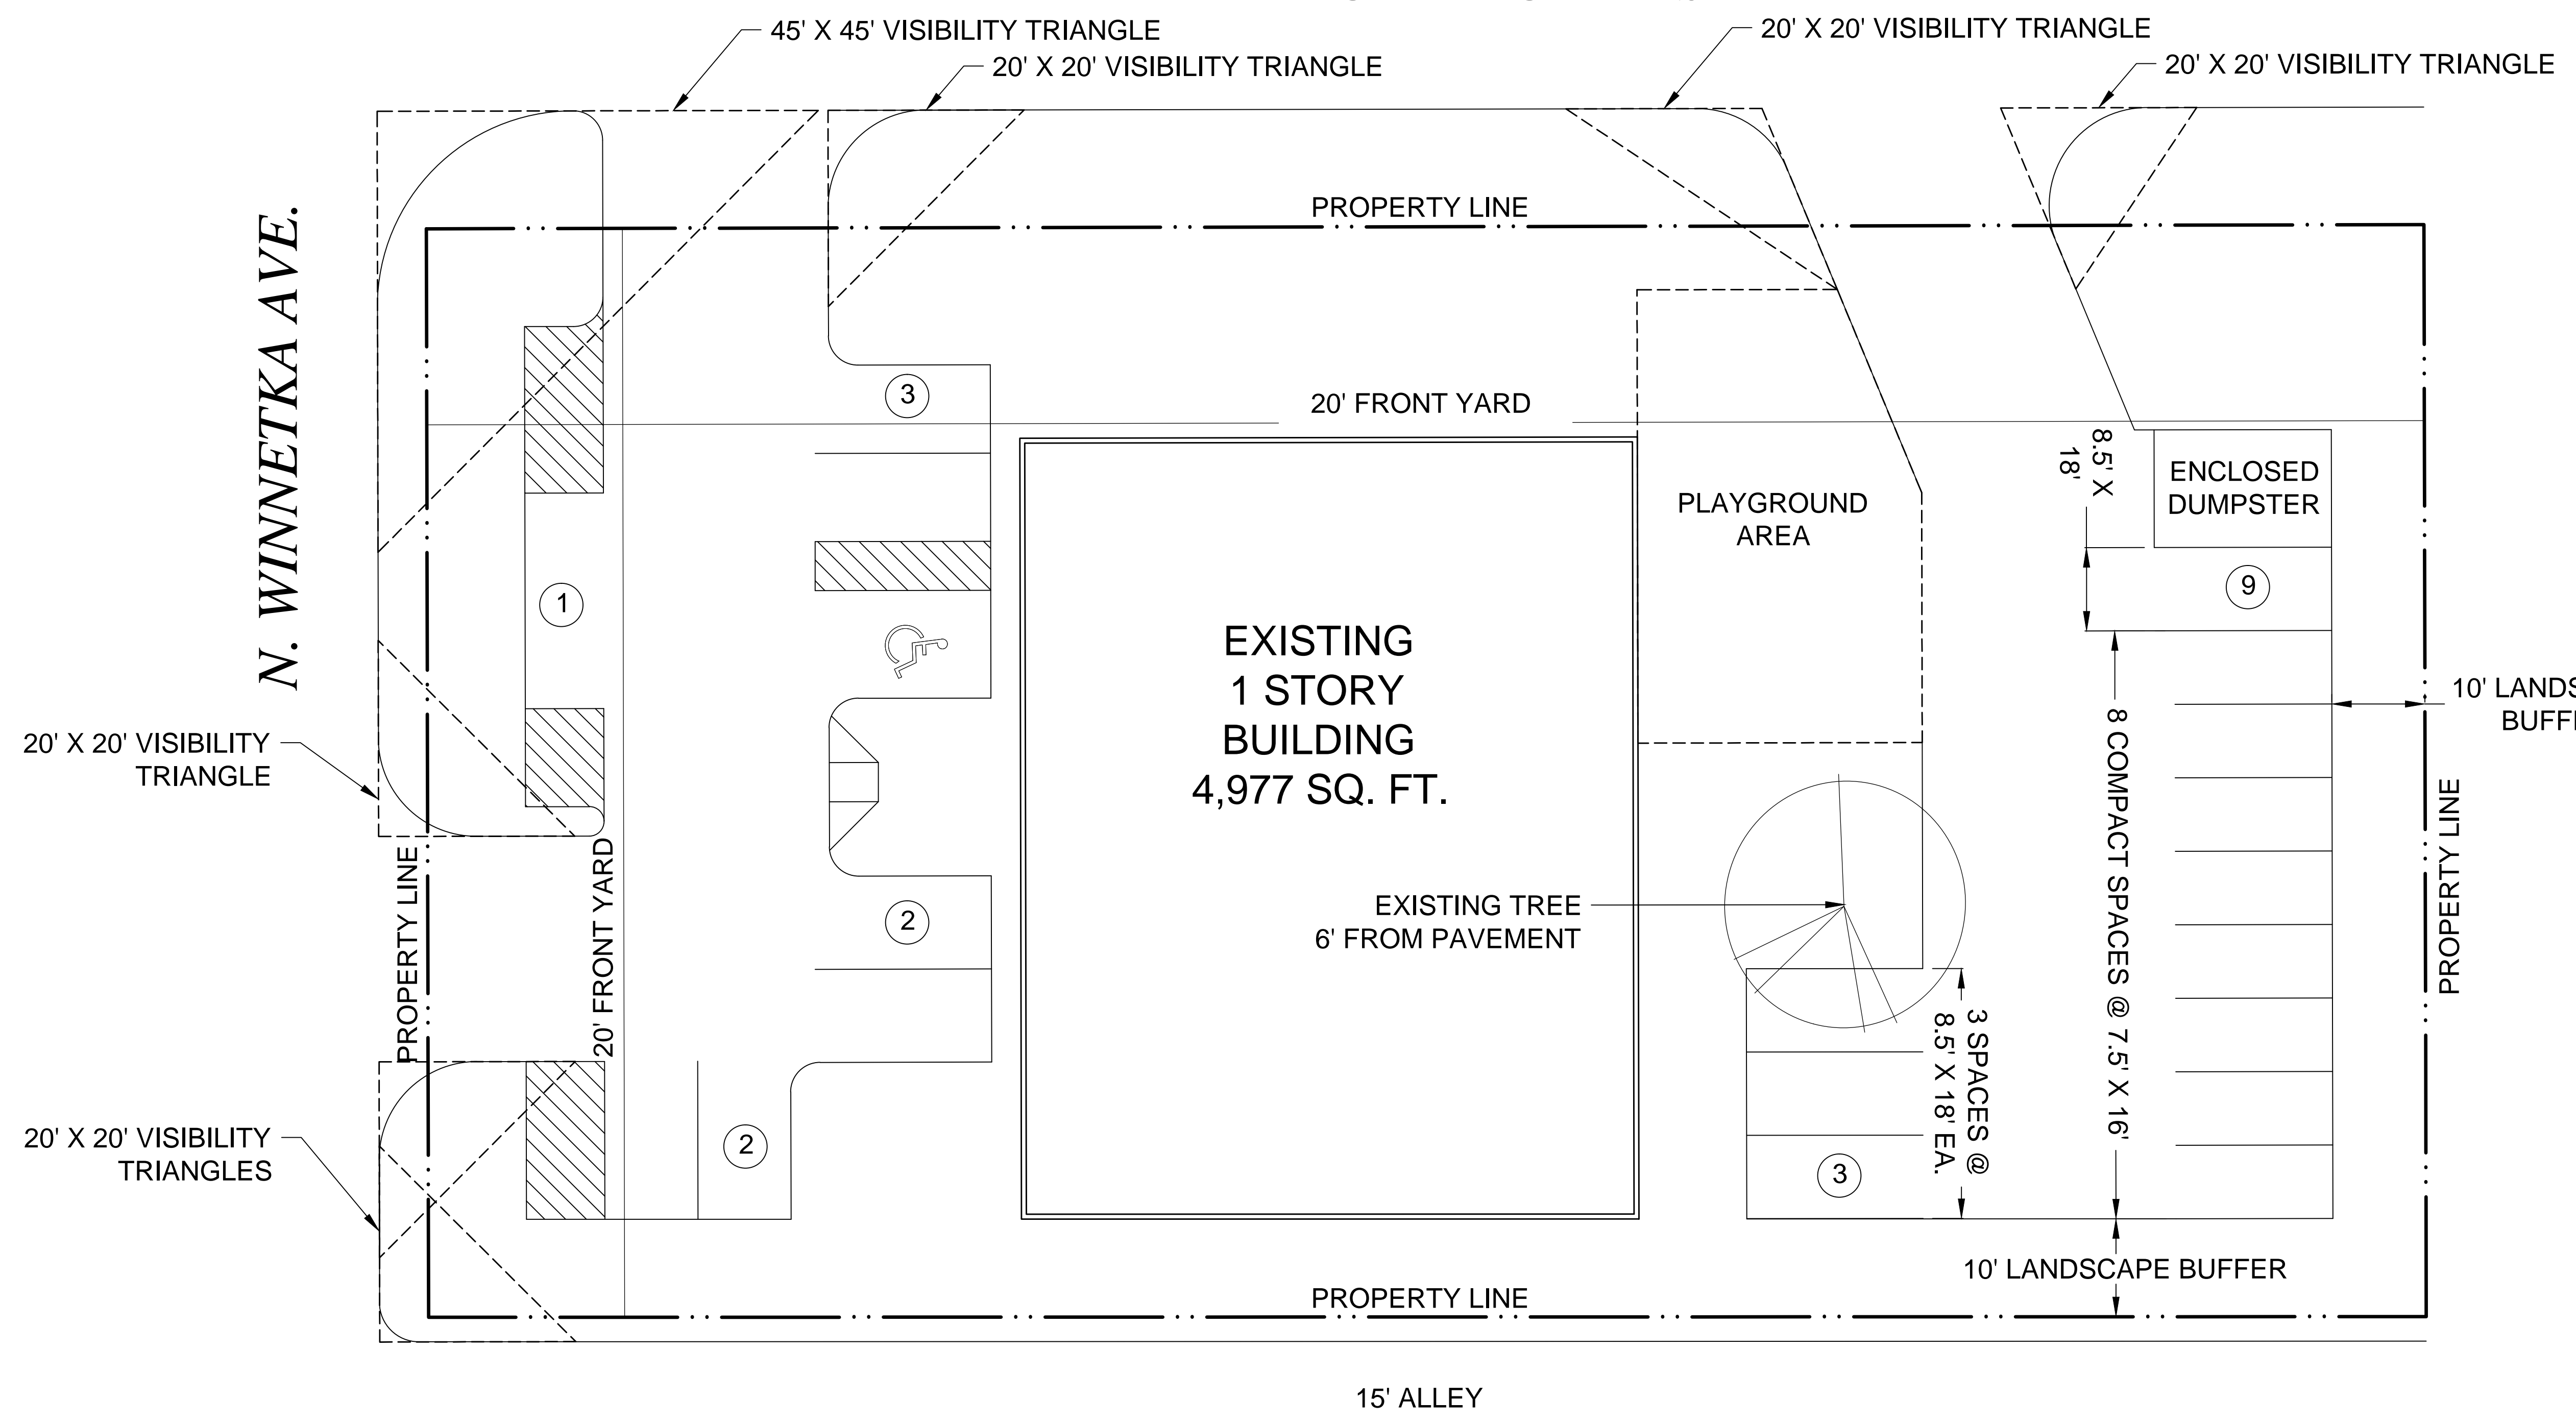 45' X 45' VISIBILITY TRIANGLE
20' X 20' VISIBILITY TRIANGLE
20' X 20' VISIBILITY TRIANGLE
20' X 20' VISIBILITY TRIANGLE
N. WINNETKA AVE.
PROPERTY LINE
3
20' FRONT YARD
8.5' X
18'
ENCLOSED
DUMPSTER
PLAYGROUND
AREA
1
9
EXISTING
1 STORY
BUILDING
4,977 SQ. FT.
10' LANDS
BUFF
20' X 20' VISIBILITY
TRIANGLE
8 COMPACT SPACES @ 7.5' X 16'
PROPERTY LINE
PROPERTY LINE
20' FRONT YARD
2
EXISTING TREE
6' FROM PAVEMENT
3 SPACES @
8.5' X 18' EA.
20' X 20' VISIBILITY
TRIANGLES
2
3
10' LANDSCAPE BUFFER
PROPERTY LINE
15' ALLEY